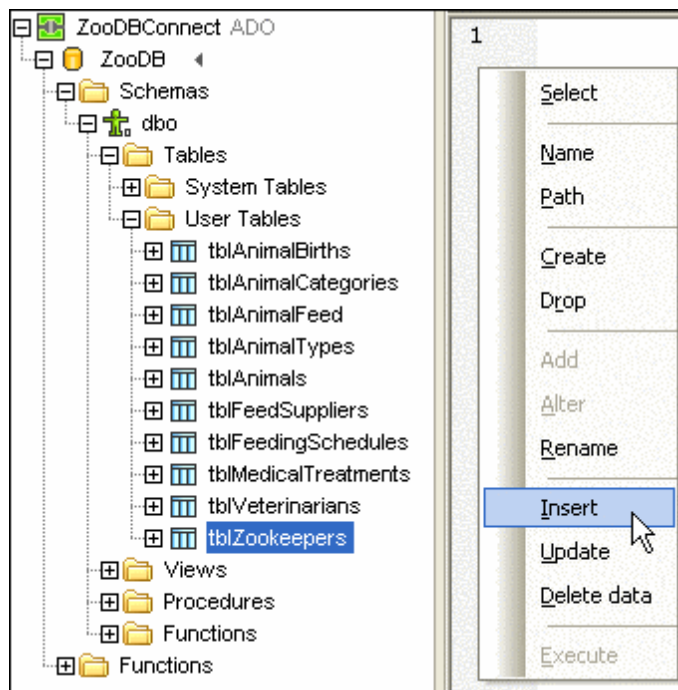 ZooDBConnect ADO
ZooDB
Schemas
dbo
Tables
System Tables
User Tables
tblAnimalBirths
tblAnimalCategories
tblAnimalFeed
tblAnimalTypes
tblAnimals
tblFeedSuppliers
tblFeedingSchedules
tblMedicalTreatments
tblVeterinarians
tblZookeepers
Views
Procedures
Functions
Functions
1
Select
Name
Path
Create
Drop
Add
Alter
Rename
Insert
Update
Delete data
Execute